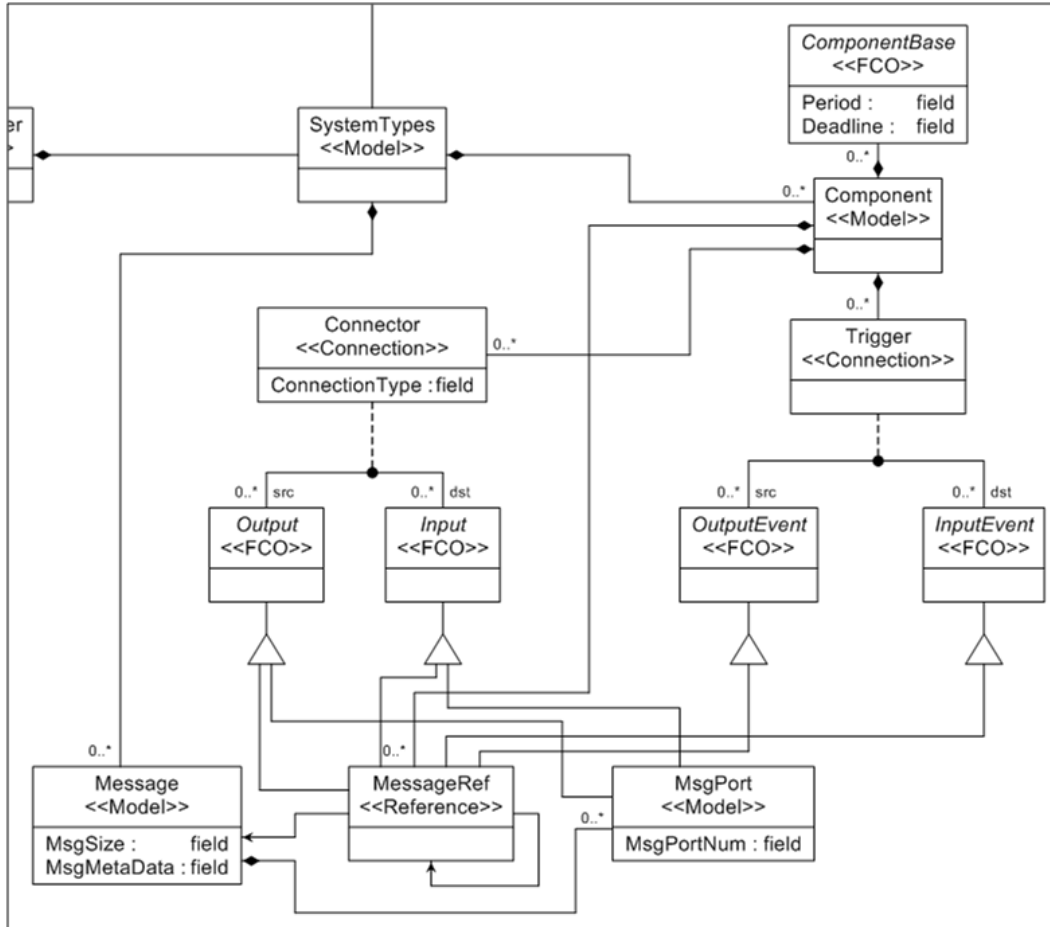 ComponentBase
<<FCO>>
Period : field
Deadline : field
0..*
er
>
SystemTypes
<<Model>>
0..*
Component
<<Model>>
0..*
Connector
<<Connection>>
ConnectionType : field
0..*
Trigger
<<Connection>>
0..* src
0..* dst
0..* src
0..* dst
Output
<<FCO>>
Input
<<FCO>>
OutputEvent
<<FCO>>
InputEvent
<<FCO>>
0..*
Message
<<Model>>
MsgSize : field
MsgMetaData : field
0..*
MessageRef
<<Reference>>
0..*
MsgPort
<<Model>>
MsgPortNum : field